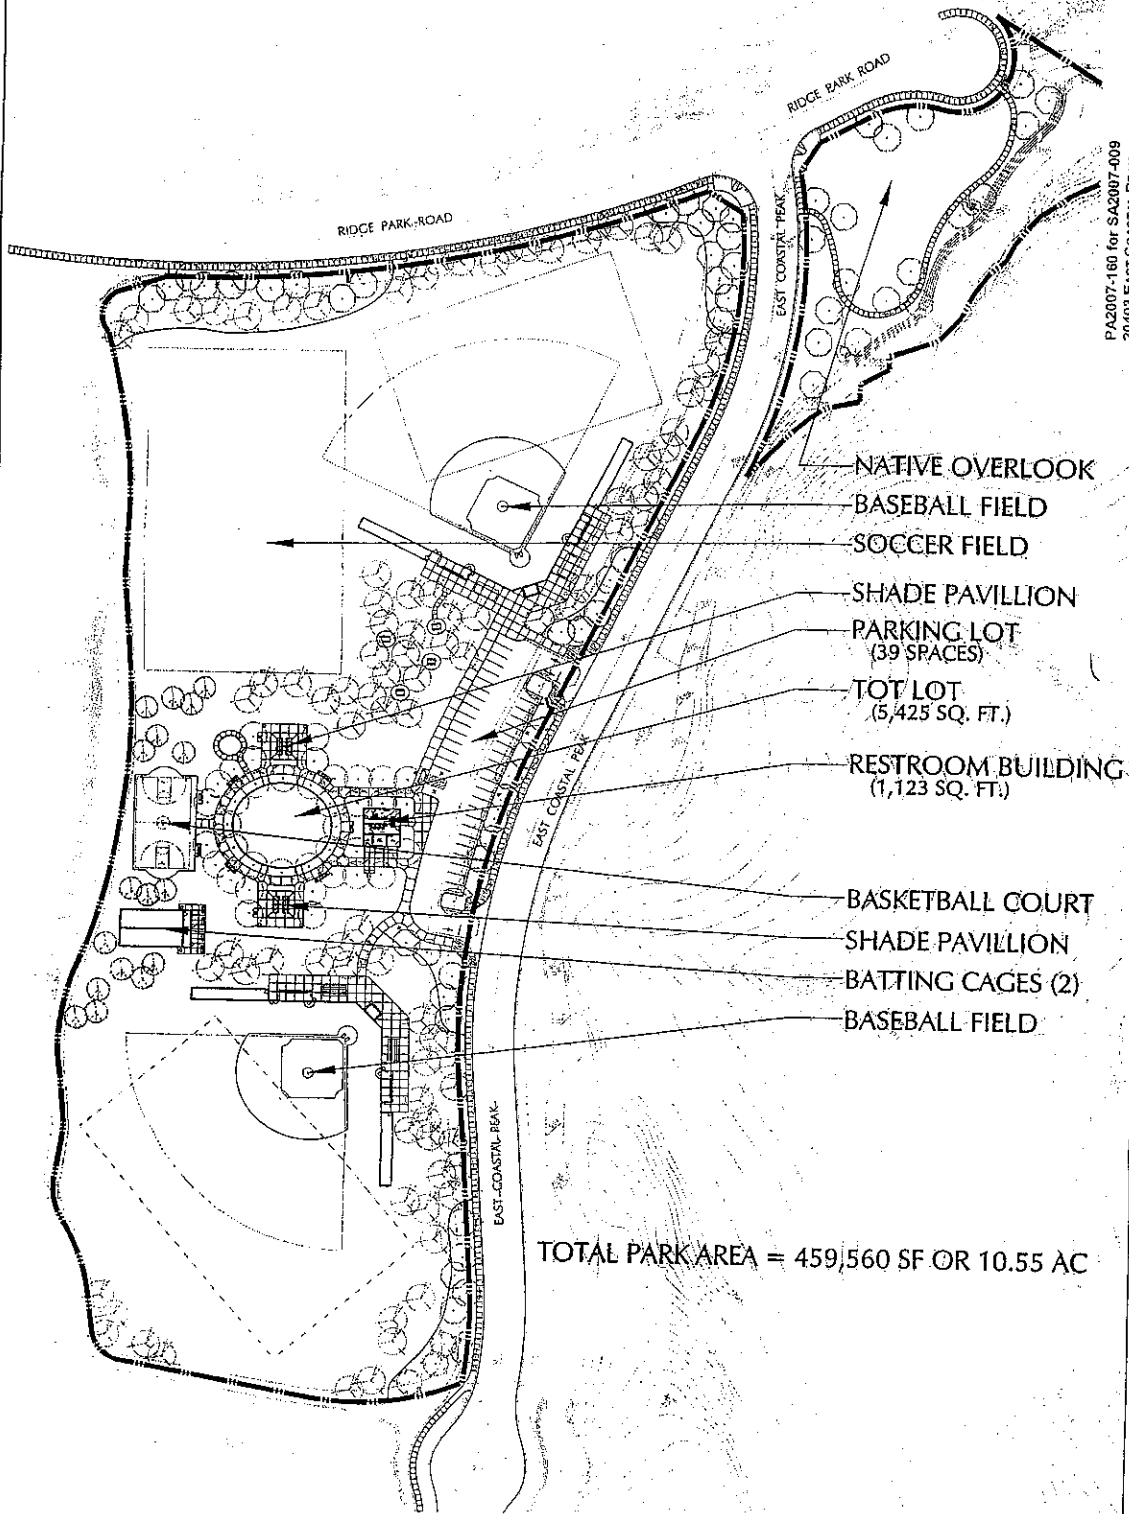 RIDGE PARK ROAD
RIDGE PARK ROAD
EAST COASTAL PEAK
PA2007-160 for SA2007-009
NATIVE OVERLOOK
BASEBALL FIELD
SOCCER FIELD
SHADE PAVILLION
PARKING LOT
(39 SPACES)
TOT LOT
(5,425 SQ. FT.)
RESTROOM BUILDING
(1,123 SQ. FT.)
EAST COASTAL PEAK
BASKETBALL COURT
SHADE PAVILLION
BATTING CAGES (2)
BASEBALL FIELD
EAST COASTAL PEAK
TOTAL PARK AREA = 459,560 SF OR 10.55 AC